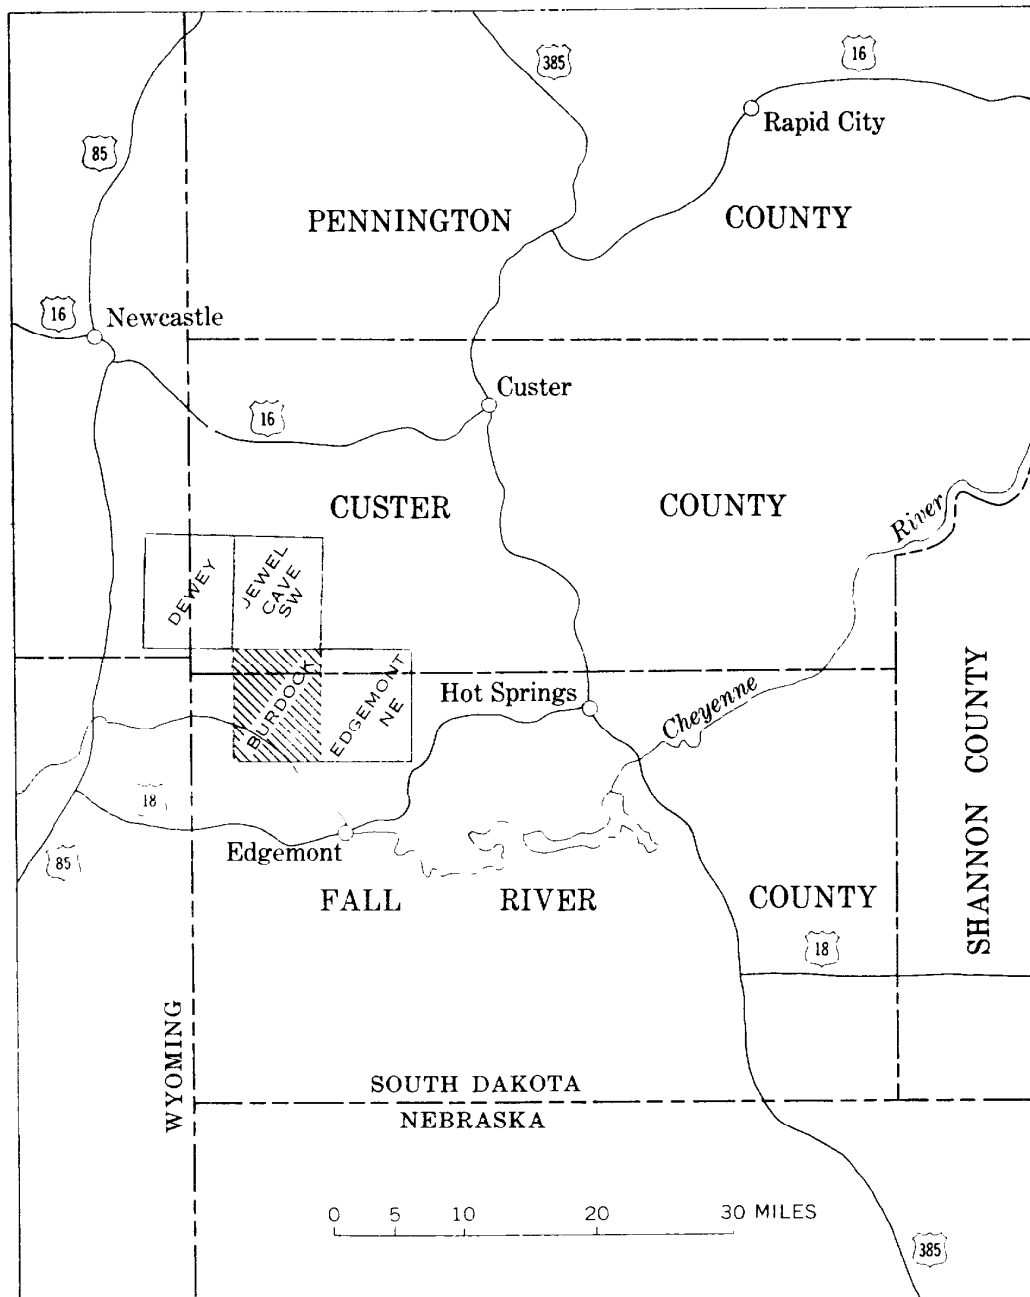 385
16
Rapid City
85
PENNINGTON COUNTY
16
Newcastle
Custer
16
CUSTER COUNTY
River
DEWEY
JEWEL
CAVE
SW
BURDOCK
EDGEMONT
NE
Hot Springs
Cheyenne
SHANNON COUNTY
18
Edgemont
85
FALL RIVER COUNTY
18
WYOMING
SOUTH DAKOTA
NEBRASKA
0 5 10 20 30 MILES
385